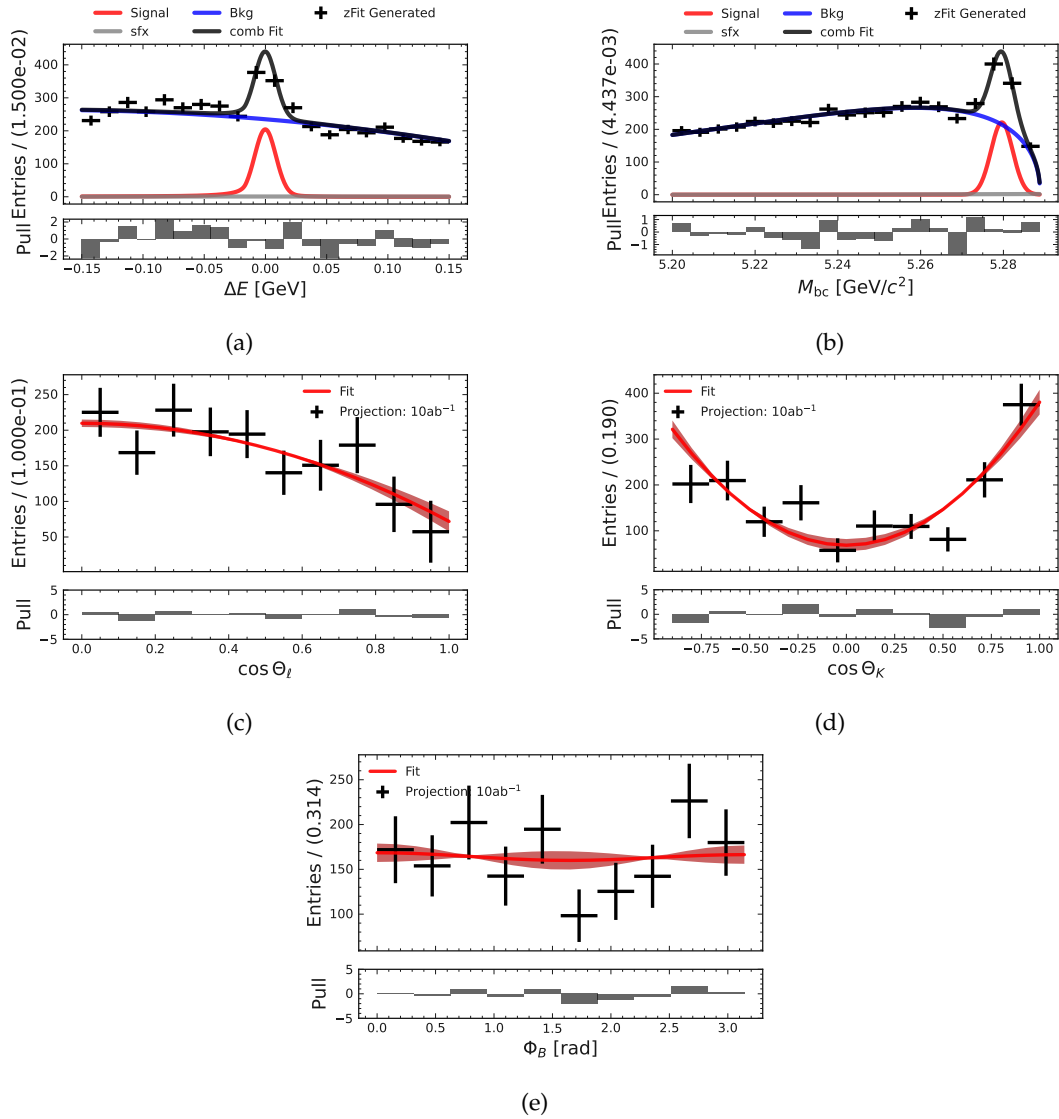 Signal Bkg zFit Generated
sfx comb Fit
Entries / (1.500e-02)
400
300
200
100
0
Pull
2
0
−2
−0.15 −0.10 −0.05 0.00 0.05 0.10 0.15
ΔE [GeV]
(a)
Signal Bkg zFit Generated
sfx comb Fit
Entries / (4.437e-03)
400
300
200
100
0
Pull
1
0
1
5.20 5.22 5.24 5.26 5.28
M_bc [GeV/c²]
(b)
Entries / (1.000e-01)
250
200
150
100
50
Fit
Projection: 10ab⁻¹
Pull
5
0
−5
0.0 0.2 0.4 0.6 0.8 1.0
cos Θ_ℓ
(c)
Entries / (0.190)
400
300
200
100
Fit
Projection: 10ab⁻¹
Pull
5
0
−5
−0.75 −0.50 −0.25 0.00 0.25 0.50 0.75 1.00
cos Θ_K
(d)
Entries / (0.314)
250
200
150
100
Fit
Projection: 10ab⁻¹
Pull
5
0
−5
0.0 0.5 1.0 1.5 2.0 2.5 3.0
Φ_B [rad]
(e)